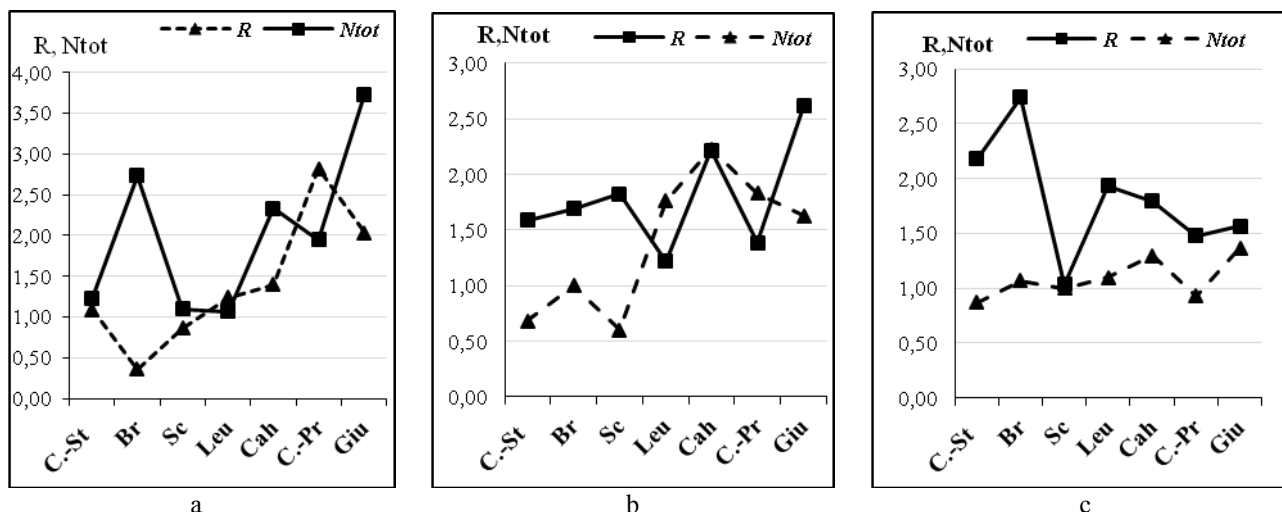 R, Ntot
R
Ntot
4,00
3,50
3,00
2,50
2,00
1,50
1,00
0,50
0,00
C.-St
Br
Sc
Leu
Cah
C.-Pr
Giu
a
R,Ntot
R
Ntot
3,00
2,50
2,00
1,50
1,00
0,50
0,00
C.-St
Br
Sc
Leu
Cah
C.-Pr
Giu
b
R,Ntot
R
Ntot
3,00
2,50
2,00
1,50
1,00
0,50
0,00
C.-St
Br
Sc
Leu
Cah
C.-Pr
Giu
c